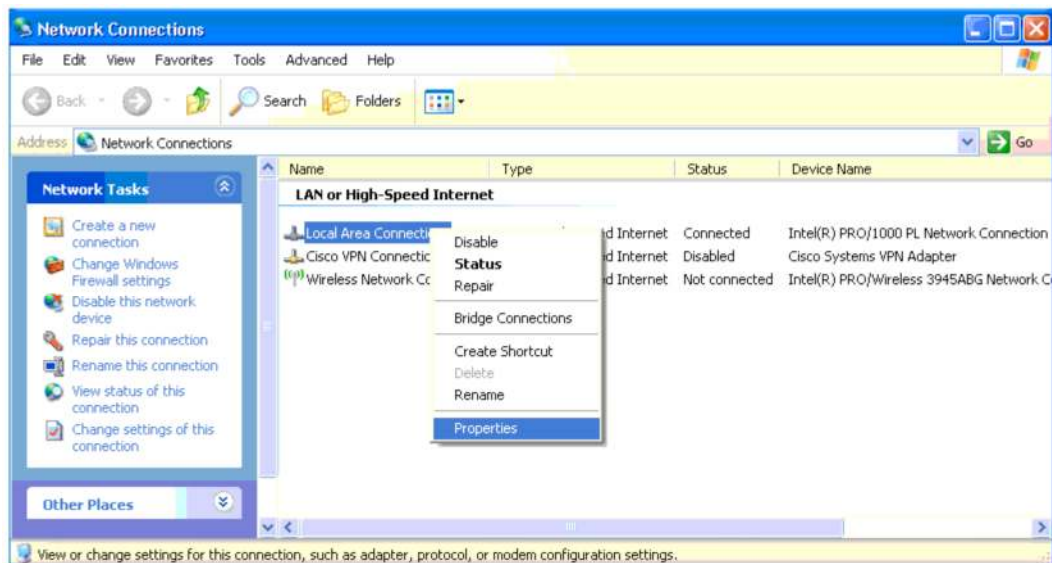 Network Connections
File Edit View Favorites Tools Advanced Help
Back Search Folders
Address Network Connections Go
Network Tasks
Create a new
connection
Change Windows
Firewall settings
Disable this network
device
Repair this connection
Rename this connection
View status of this
connection
Change settings of this
connection
Other Places
Name Type Status Device Name
LAN or High-Speed Internet
Local Area Connectio d Internet Connected Intel(R) PRO/1000 PL Network Connection
Cisco VPN Connectic d Internet Disabled Cisco Systems VPN Adapter
Wireless Network Co d Internet Not connected Intel(R) PRO/Wireless 3945ABG Network C
Disable
Status
Repair
Bridge Connections
Create Shortcut
Delete
Rename
Properties
View or change settings for this connection, such as adapter, protocol, or modem configuration settings.